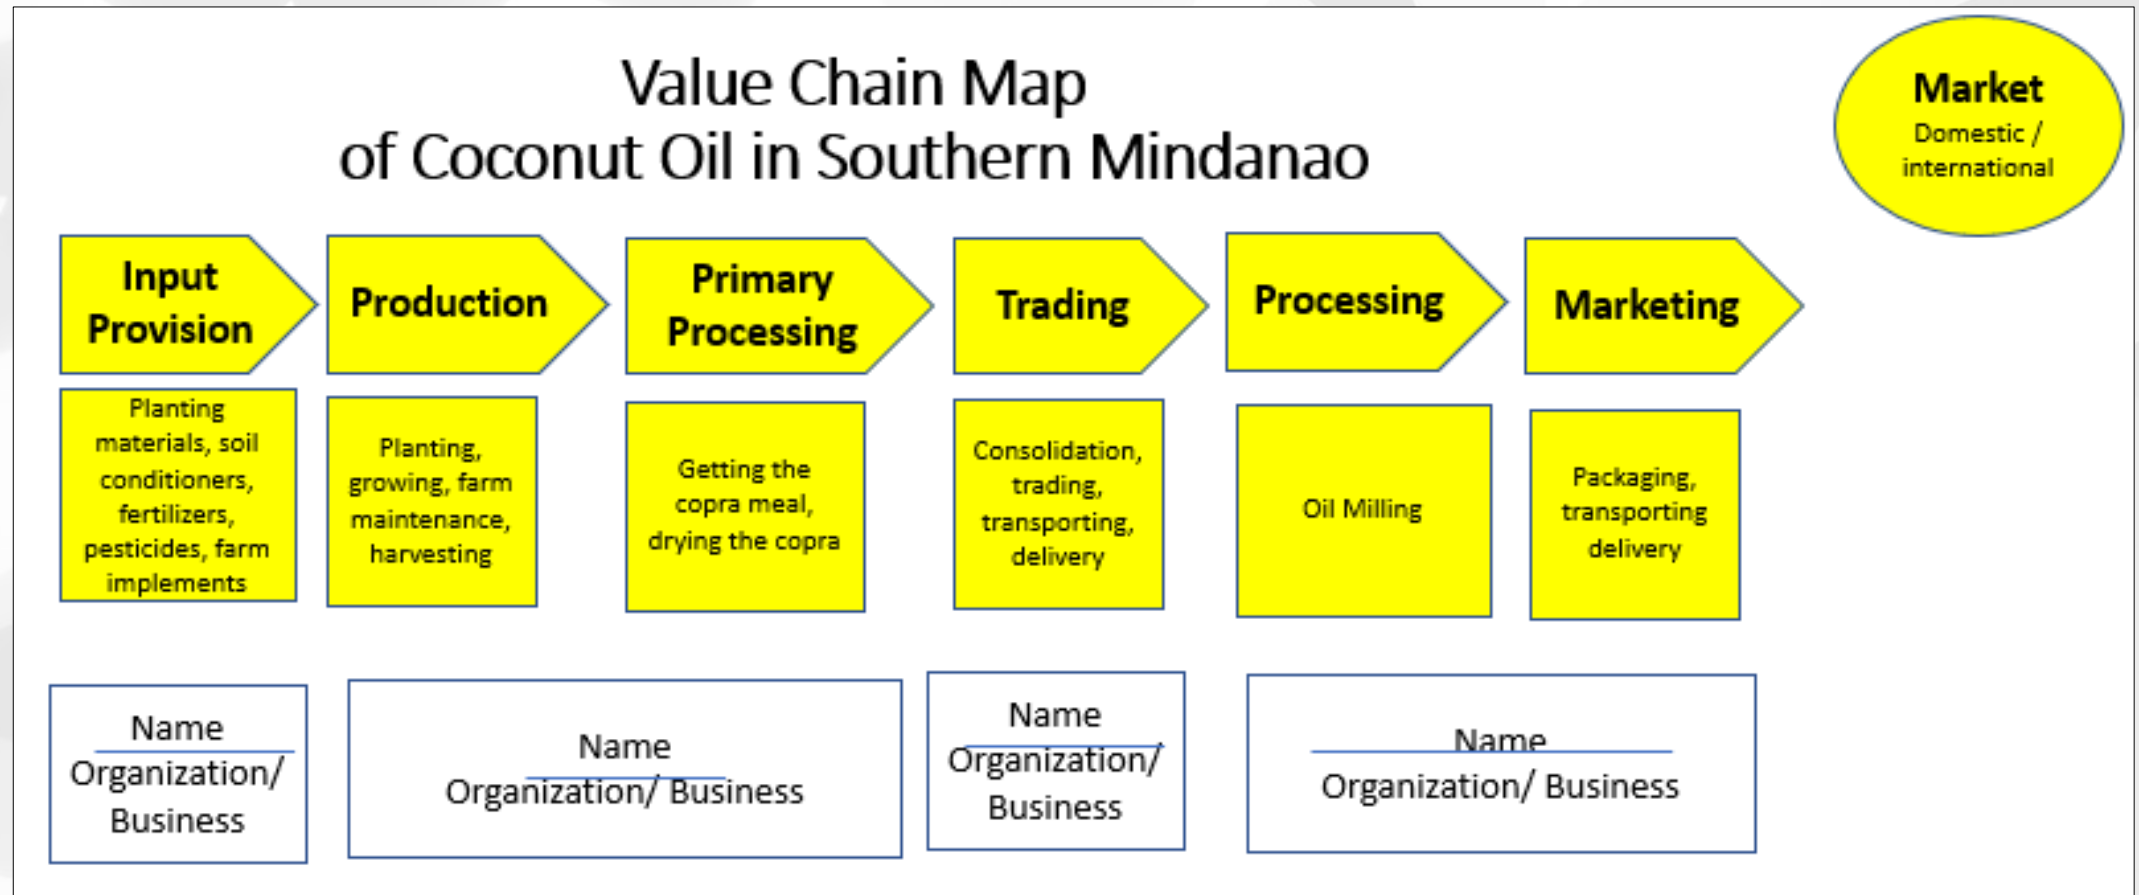 Value Chain Map
of Coconut Oil in Southern Mindanao
Market
Domestic /
international
Input
Provision
Production
Primary
Processing
Trading
Processing
Marketing
Planting
materials, soil
conditioners,
fertilizers,
pesticides, farm
implements
Planting,
growing, farm
maintenance,
harvesting
Getting the
copra meal,
drying the copra
Consolidation,
trading,
transporting,
delivery
Oil Milling
Packaging,
transporting
delivery
Name
Organization/
Business
Name
Organization/ Business
Name
Organization/
Business
Name
Organization/ Business